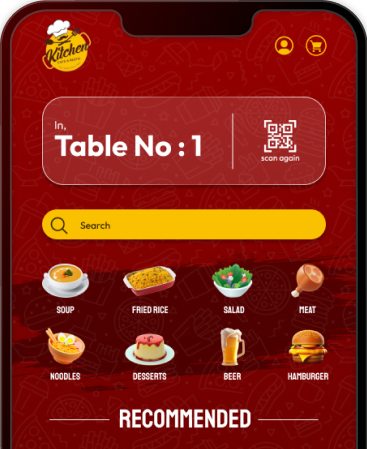 Kitchen
In,
Table No : 1
scan again
Search
SOUP
FRIED RICE
SALAD
MEAT
NOODLES
DESSERTS
BEER
HAMBURGER
RECOMMENDED